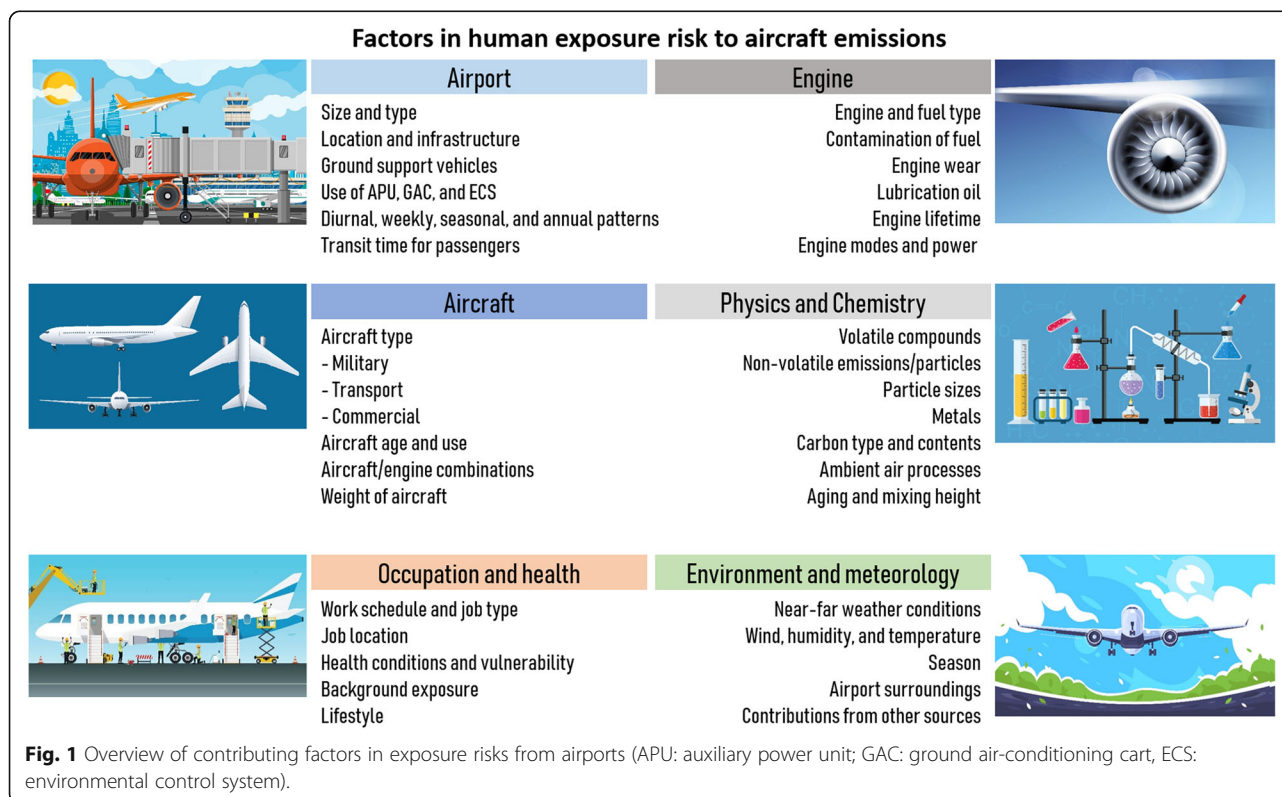 Factors in human exposure risk to aircraft emissions
Airport
Size and type
Location and infrastructure
Ground support vehicles
Use of APU, GAC, and ECS
Diurnal, weekly, seasonal, and annual patterns
Transit time for passengers
Engine
Engine and fuel type
Contamination of fuel
Engine wear
Lubrication oil
Engine lifetime
Engine modes and power
Aircraft
Aircraft type
- Military
- Transport
- Commercial
Aircraft age and use
Aircraft/engine combinations
Weight of aircraft
Physics and Chemistry
Volatile compounds
Non-volatile emissions/particles
Particle sizes
Metals
Carbon type and contents
Ambient air processes
Aging and mixing height
Occupation and health
Work schedule and job type
Job location
Health conditions and vulnerability
Background exposure
Lifestyle
Environment and meteorology
Near-far weather conditions
Wind, humidity, and temperature
Season
Airport surroundings
Contributions from other sources
Fig. 1 Overview of contributing factors in exposure risks from airports (APU: auxiliary power unit; GAC: ground air-conditioning cart, ECS:
environmental control system).